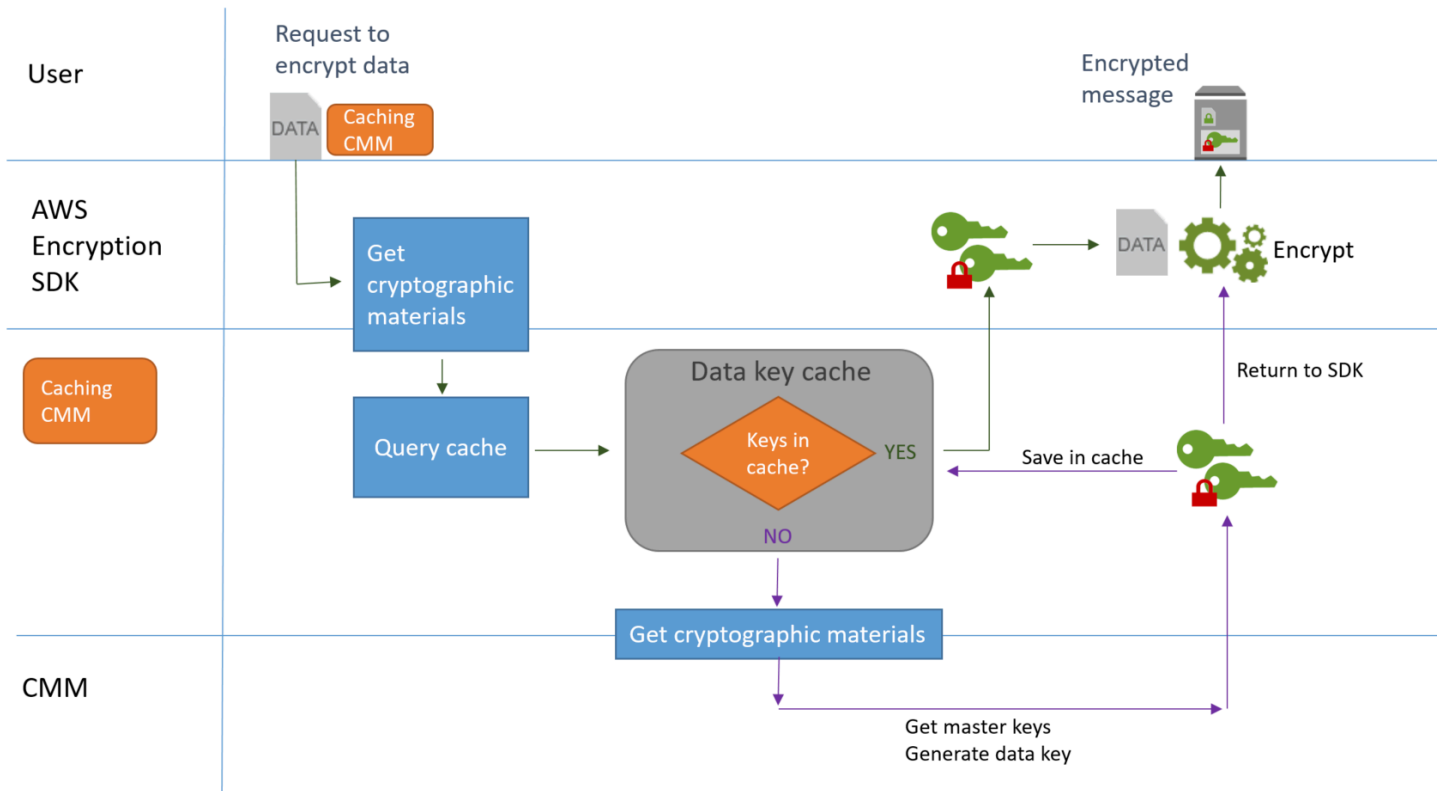 User
Request to
encrypt data
DATA
Caching
CMM
Encrypted
message
AWS
Encryption
SDK
Get
cryptographic
materials
DATA
Encrypt
Caching
CMM
Query cache
Data key cache
Keys in
cache?
YES
NO
Save in cache
Return to SDK
Get cryptographic materials
CMM
Get master keys
Generate data key